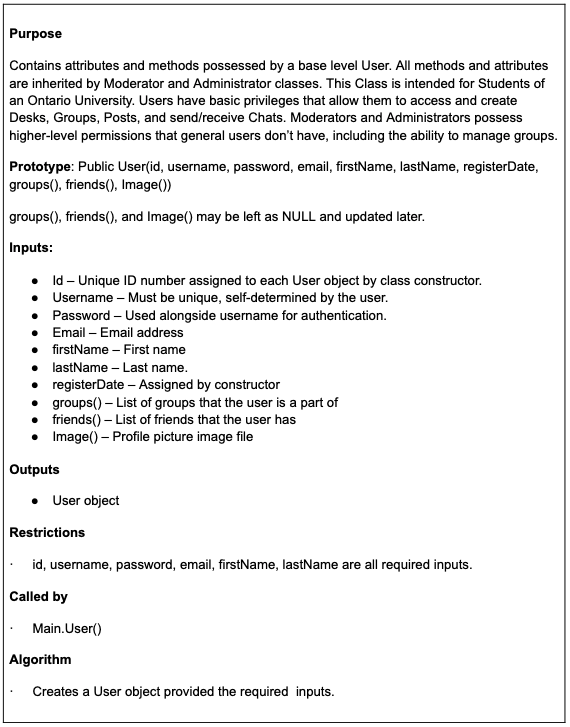 Purpose
Contains attributes and methods possessed by a base level User. All methods and attributes
are inherited by Moderator and Administrator classes. This Class is intended for Students of
an Ontario University. Users have basic privileges that allow them to access and create
Desks, Groups, Posts, and send/receive Chats. Moderators and Administrators possess
higher-level permissions that general users don’t have, including the ability to manage groups.
Prototype: Public User(id, username, password, email, firstName, lastName, registerDate,
groups(), friends(), Image())
groups(), friends(), and Image() may be left as NULL and updated later.
Inputs:
● Id – Unique ID number assigned to each User object by class constructor.
● Username – Must be unique, self-determined by the user.
● Password – Used alongside username for authentication.
● Email – Email address
● firstName – First name
● lastName – Last name.
● registerDate – Assigned by constructor
● groups() – List of groups that the user is a part of
● friends() – List of friends that the user has
● Image() – Profile picture image file
Outputs
● User object
Restrictions
· id, username, password, email, firstName, lastName are all required inputs.
Called by
· Main.User()
Algorithm
· Creates a User object provided the required inputs.